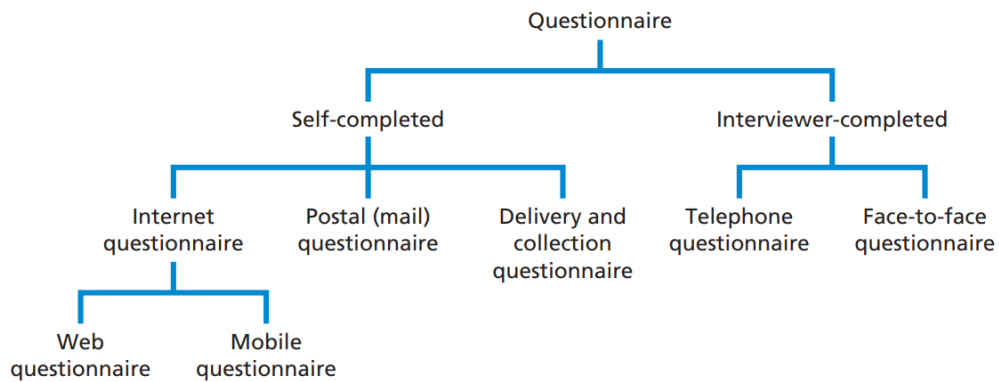 Questionnaire
Self-completed
Interviewer-completed
Internet
questionnaire
Postal (mail)
questionnaire
Delivery and
collection
questionnaire
Telephone
questionnaire
Face-to-face
questionnaire
Web
questionnaire
Mobile
questionnaire